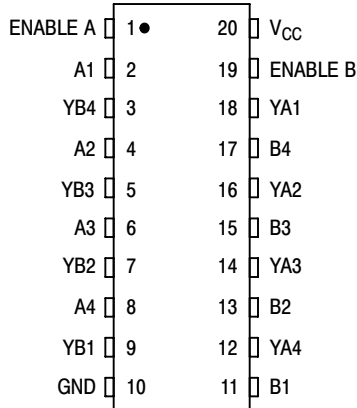 ENABLE A 1 20 VCC
A1 2 19 ENABLE B
YB4 3 18 YA1
A2 4 17 B4
YB3 5 16 YA2
A3 6 15 B3
YB2 7 14 YA3
A4 8 13 B2
YB1 9 12 YA4
GND 10 11 B1